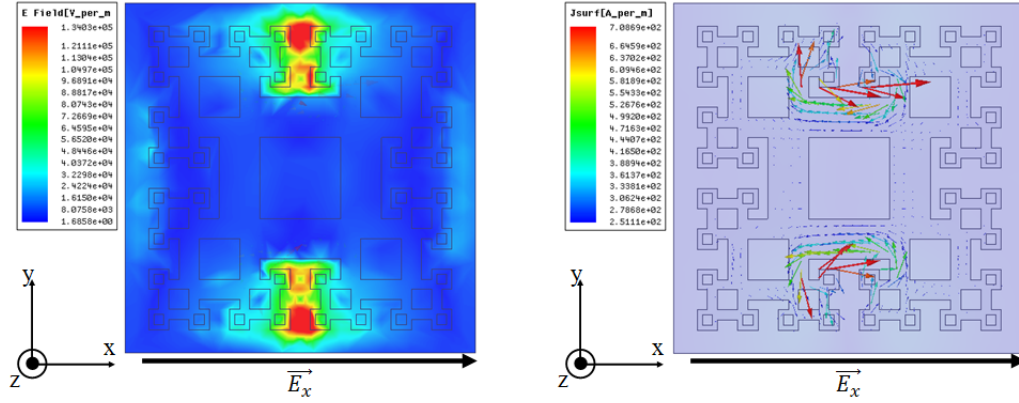 E Field[V_per_m
1.3403e+05
1.2111e+05
1.1304e+05
1.0497e+05
9.6891e+04
8.8817e+04
8.0743e+04
7.2669e+04
6.4595e+04
5.6520e+04
4.8446e+04
4.0372e+04
3.2298e+04
2.4224e+04
1.6150e+04
8.0758e+03
1.6858e+00
y
x
z
E_x
Jsurf[A_per_m]
7.0869e+02
6.6459e+02
6.3702e+02
6.0946e+02
5.8189e+02
5.5433e+02
5.2676e+02
4.9920e+02
4.7163e+02
4.4407e+02
4.1650e+02
3.8894e+02
3.6137e+02
3.3381e+02
3.0624e+02
2.7868e+02
2.5111e+02
y
x
z
E_x